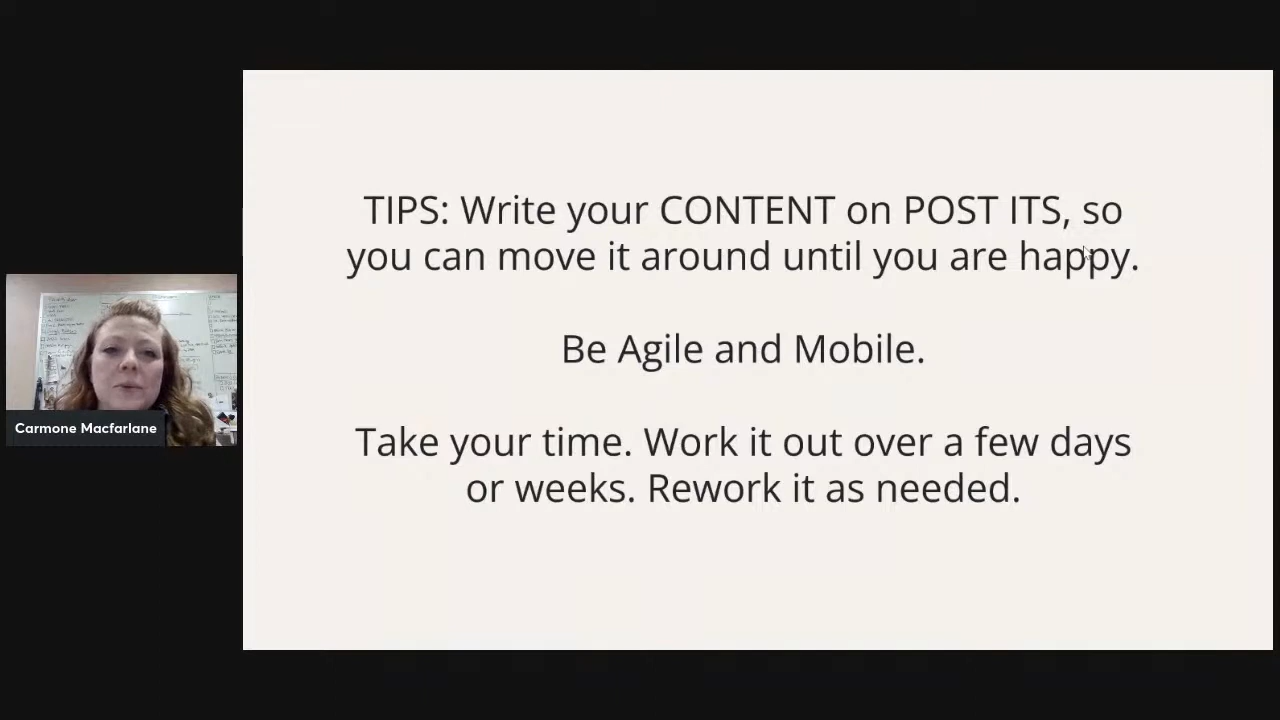 TIPS: Write your CONTENT on POST ITS, so
you can move it around until you are happy.
Be Agile and Mobile.
Take your time. Work it out over a few days
or weeks. Rework it as needed.
Carmone Macfarlane